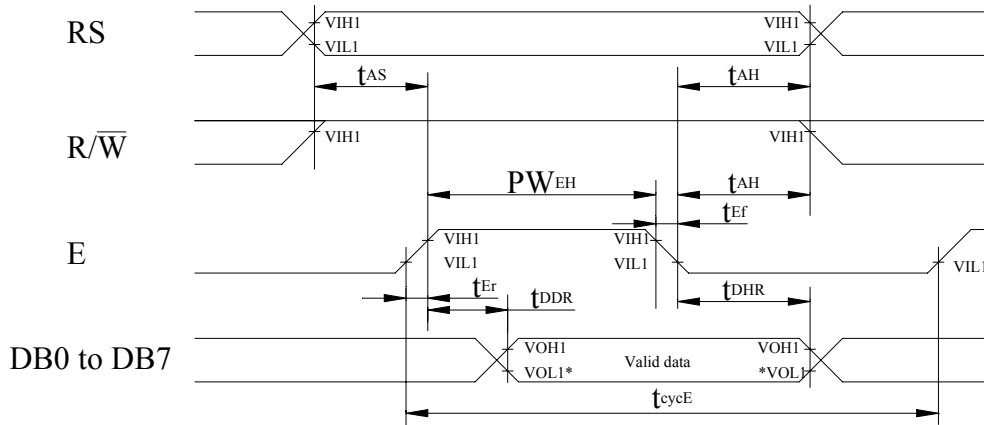 RS
VIH1
VIL1
VIH1
VIL1
tAS
tAH
R/W̅
VIH1
VIH1
PWEH
tAH
tEf
E
VIH1
VIL1
VIH1
VIL1
VIL1
tEr
tDDR
tDHR
DB0 to DB7
VOH1
VOL1*
Valid data
VOH1
*VOL1
tcycE